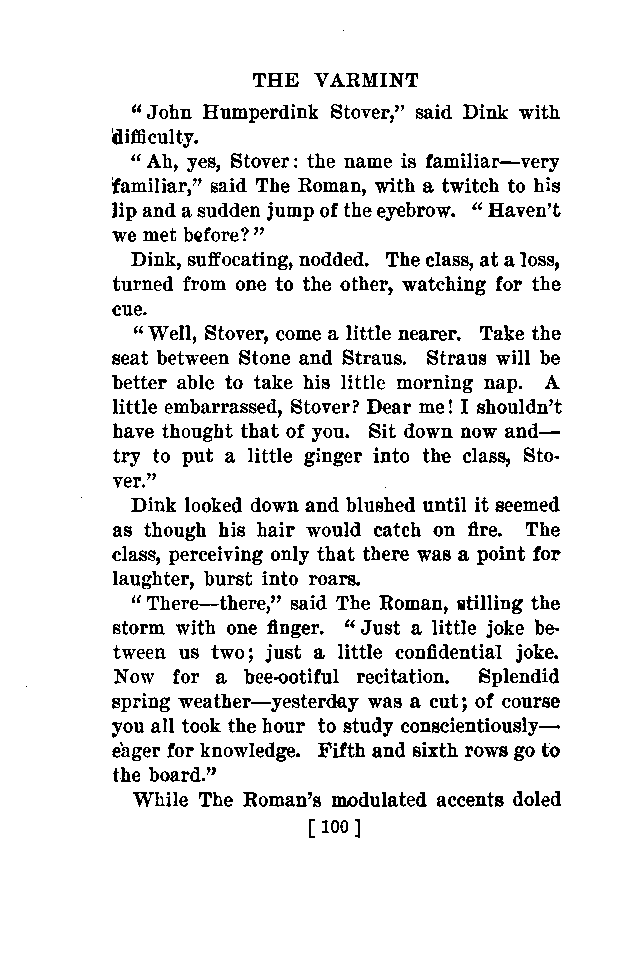 THE VARMINT
“John Humperdink Stover,” said Dink with
difficulty.
“Ah, yes, Stover: the name is familiar—very
familiar,” said The Roman, with a twitch to his
lip and a sudden jump of the eyebrow. “Haven’t
we met before?”
Dink, suffocating, nodded. The class, at a loss,
turned from one to the other, watching for the
cue.
“Well, Stover, come a little nearer. Take the
seat between Stone and Straus. Straus will be
better able to take his little morning nap. A
little embarrassed, Stover? Dear me! I shouldn’t
have thought that of you. Sit down now and—
try to put a little ginger into the class, Sto-
ver.”
Dink looked down and blushed until it seemed
as though his hair would catch on fire. The
class, perceiving only that there was a point for
laughter, burst into roars.
“There—there,” said The Roman, stilling the
storm with one finger. “Just a little joke be-
tween us two; just a little confidential joke.
Now for a bee-ootiful recitation. Splendid
spring weather—yesterday was a cut; of course
you all took the hour to study conscientiously—
eager for knowledge. Fifth and sixth rows go to
the board.”
While The Roman’s modulated accents doled
[ 100 ]